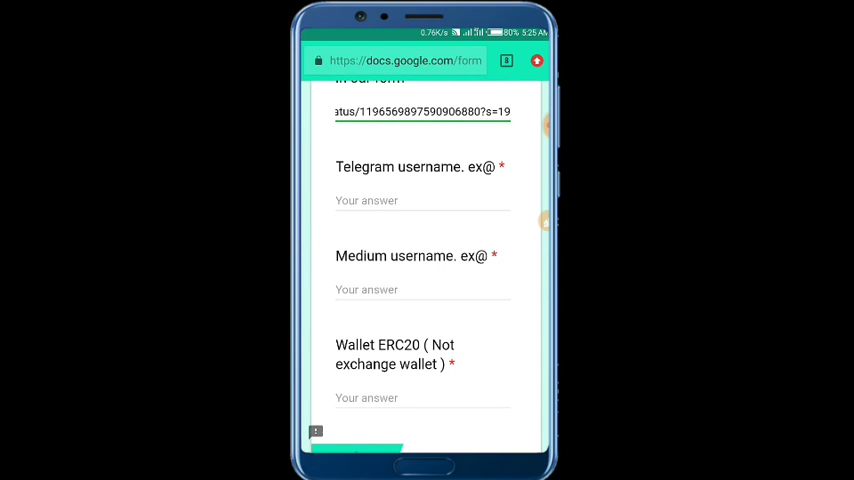 0.76K/s 80% 5:25 AM
https://docs.google.com/form 8
in our form
atus/1196569897590906880?s=19
Telegram username. ex@ *
Your answer
Medium username. ex@ *
Your answer
Wallet ERC20 ( Not
exchange wallet ) *
Your answer